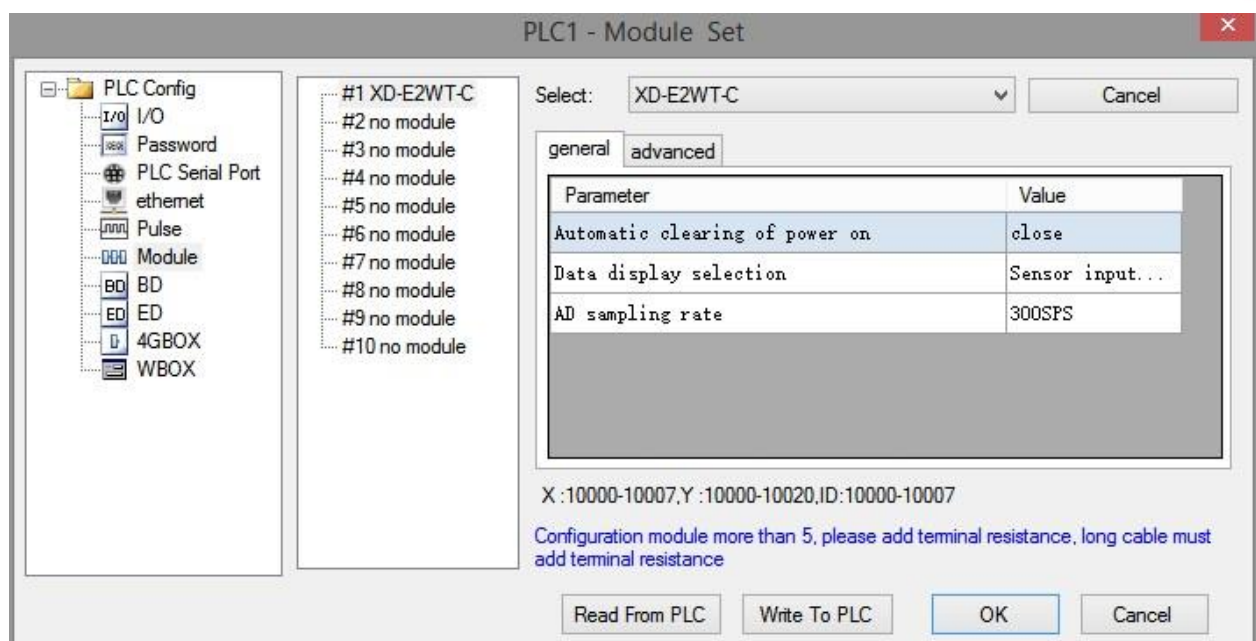 PLC1 - Module Set
PLC Config
I/O
I/O
Password
PLC Serial Port
ethernet
Pulse
Module
BD
BD
ED
ED
4GBOX
WBOX
#1 XD-E2WT-C
#2 no module
#3 no module
#4 no module
#5 no module
#6 no module
#7 no module
#8 no module
#9 no module
#10 no module
Select: XD-E2WT-C Cancel
general advanced
Parameter Value
Automatic clearing of power on close
Data display selection Sensor input...
AD sampling rate 300SPS
X :10000-10007,Y :10000-10020,ID:10000-10007
Configuration module more than 5, please add terminal resistance, long cable must
add terminal resistance
Read From PLC Write To PLC OK Cancel